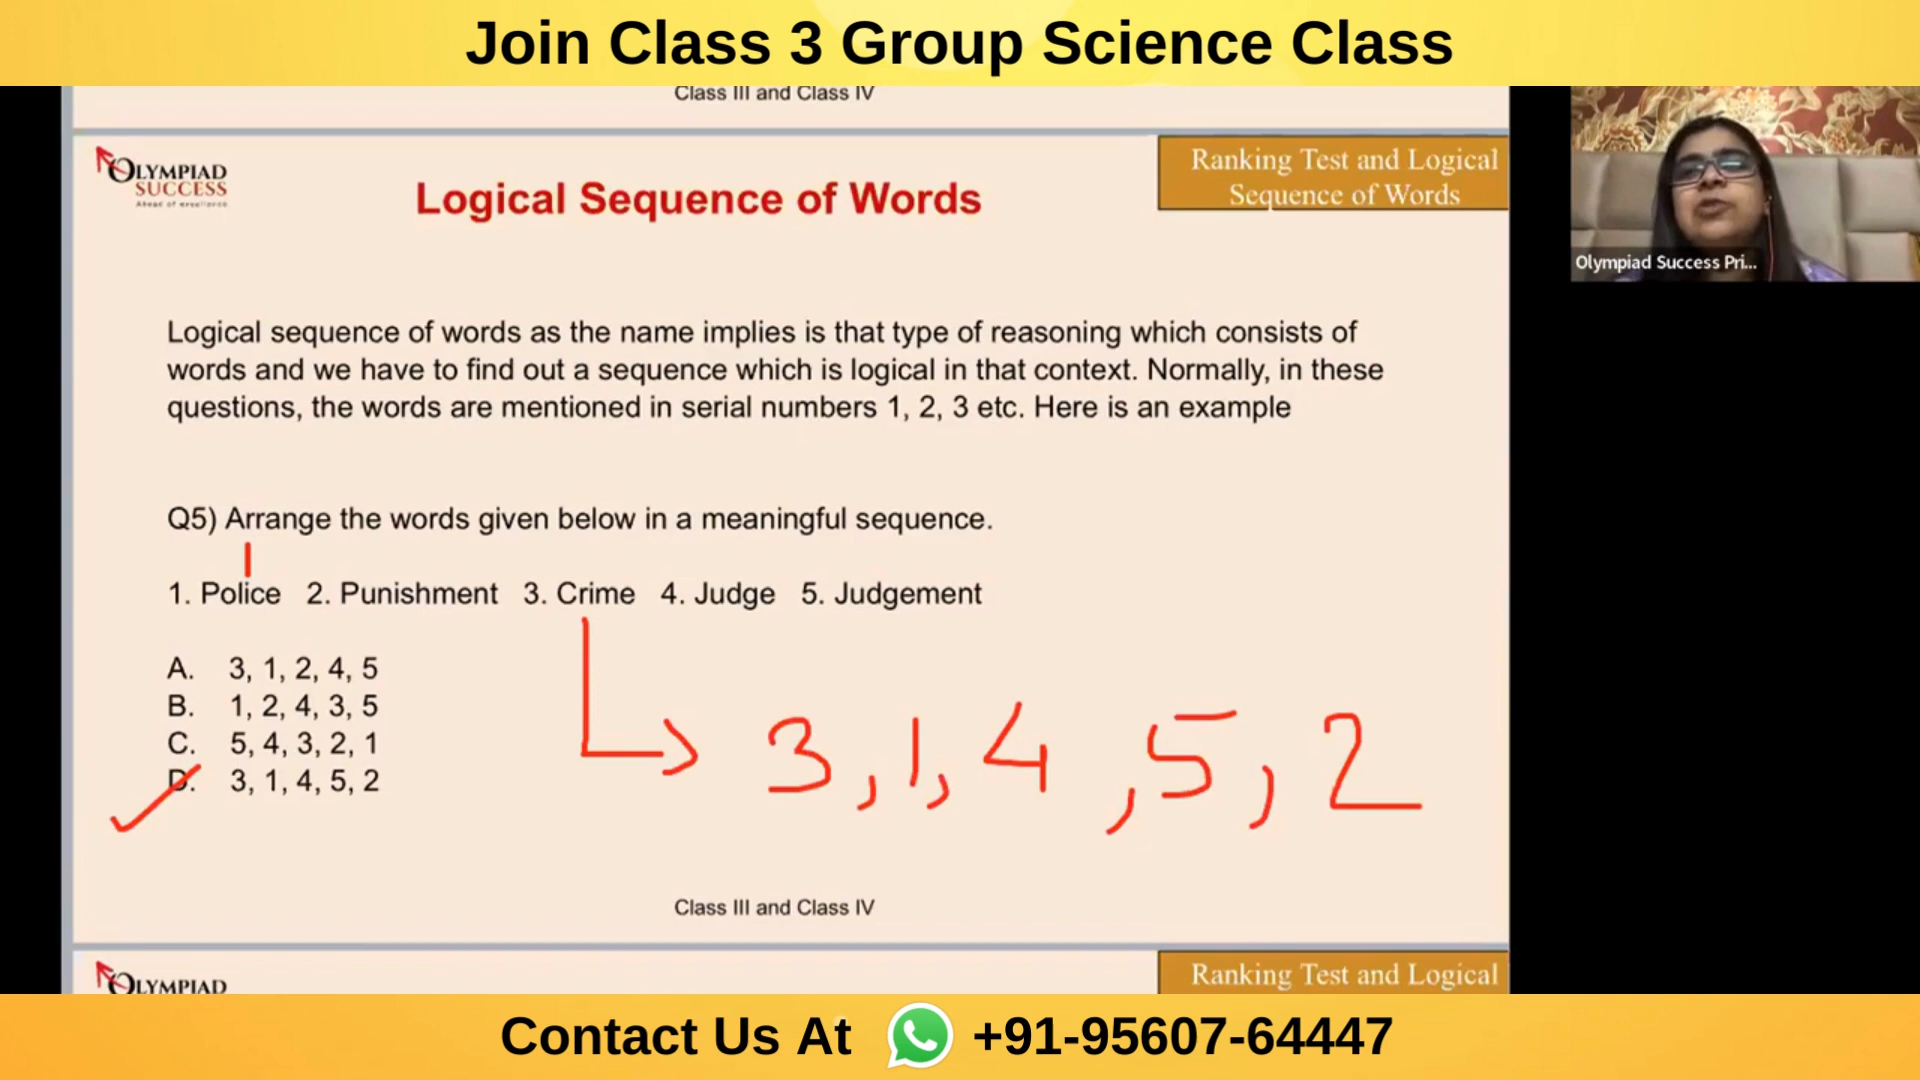 Join Class 3 Group Science Class
Class III and Class IV
OLYMPIAD
SUCCESS
Ahead of excellence
Ranking Test and Logical
Sequence of Words
Logical Sequence of Words
Olympiad Success Pri...
Logical sequence of words as the name implies is that type of reasoning which consists of
words and we have to find out a sequence which is logical in that context. Normally, in these
questions, the words are mentioned in serial numbers 1, 2, 3 etc. Here is an example
Q5) Arrange the words given below in a meaningful sequence.
1. Police 2. Punishment 3. Crime 4. Judge 5. Judgement
A. 3, 1, 2, 4, 5
B. 1, 2, 4, 3, 5
C. 5, 4, 3, 2, 1
D. 3, 1, 4, 5, 2
3, 1, 4, 5, 2
Class III and Class IV
OLYMPIAD
Ranking Test and Logical
Contact Us At +91-95607-64447